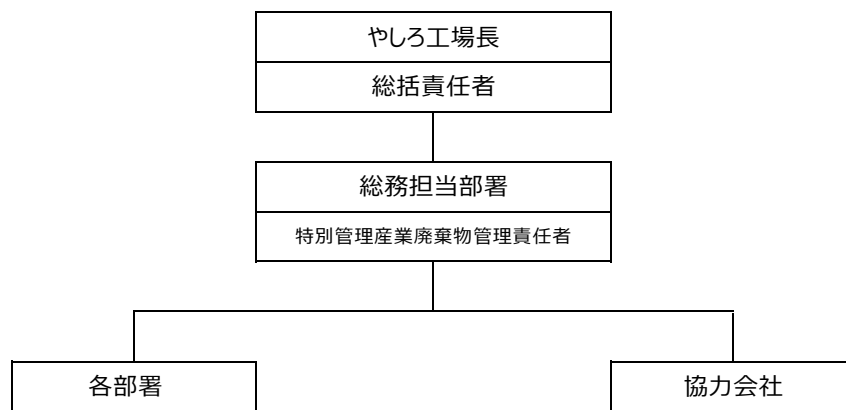 やしろ工場長
総括責任者
総務担当部署
特別管理産業廃棄物管理責任者
各部署
協力会社